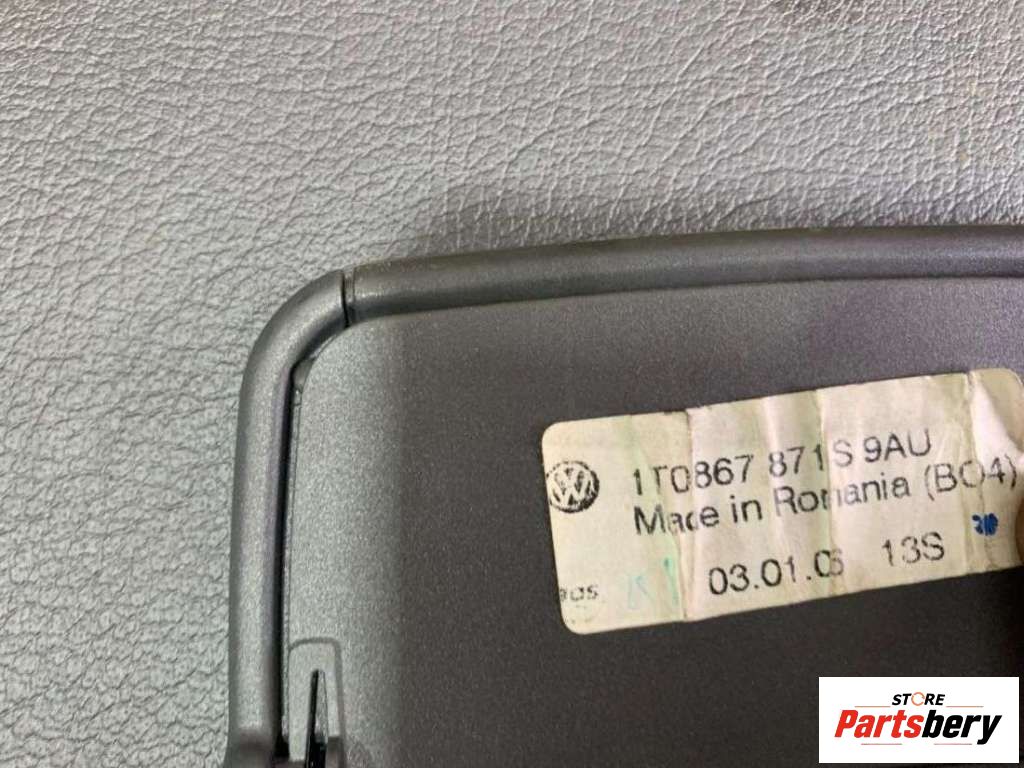 1T0867 871S 9AU
Made in Romania (BO4)
03.01.06 13S
STORE
Partsbery